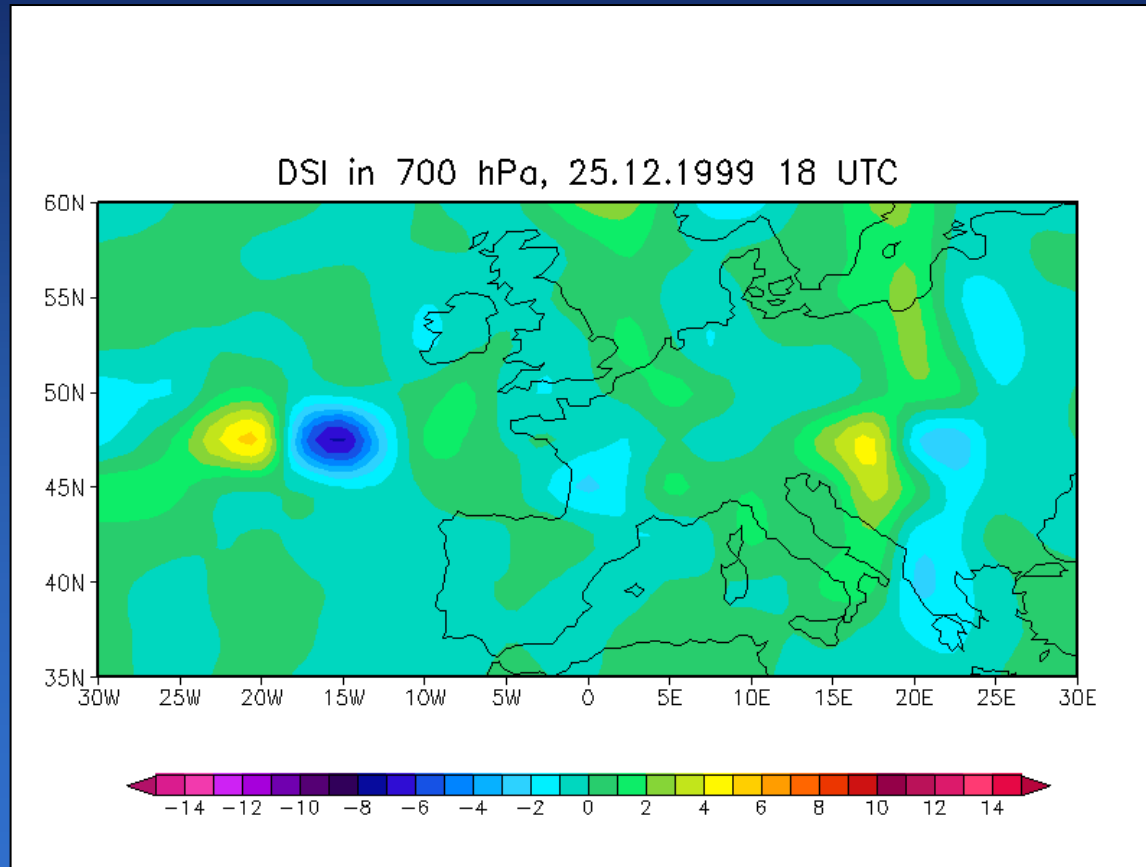 DSI in 700 hPa, 25.12.1999 18 UTC
60N
55N
50N
45N
40N
35N
30W 25W 20W 15W 10W 5W 0 5E 10E 15E 20E 25E 30E
−14 −12 −10 −8 −6 −4 −2 0 2 4 6 8 10 12 14